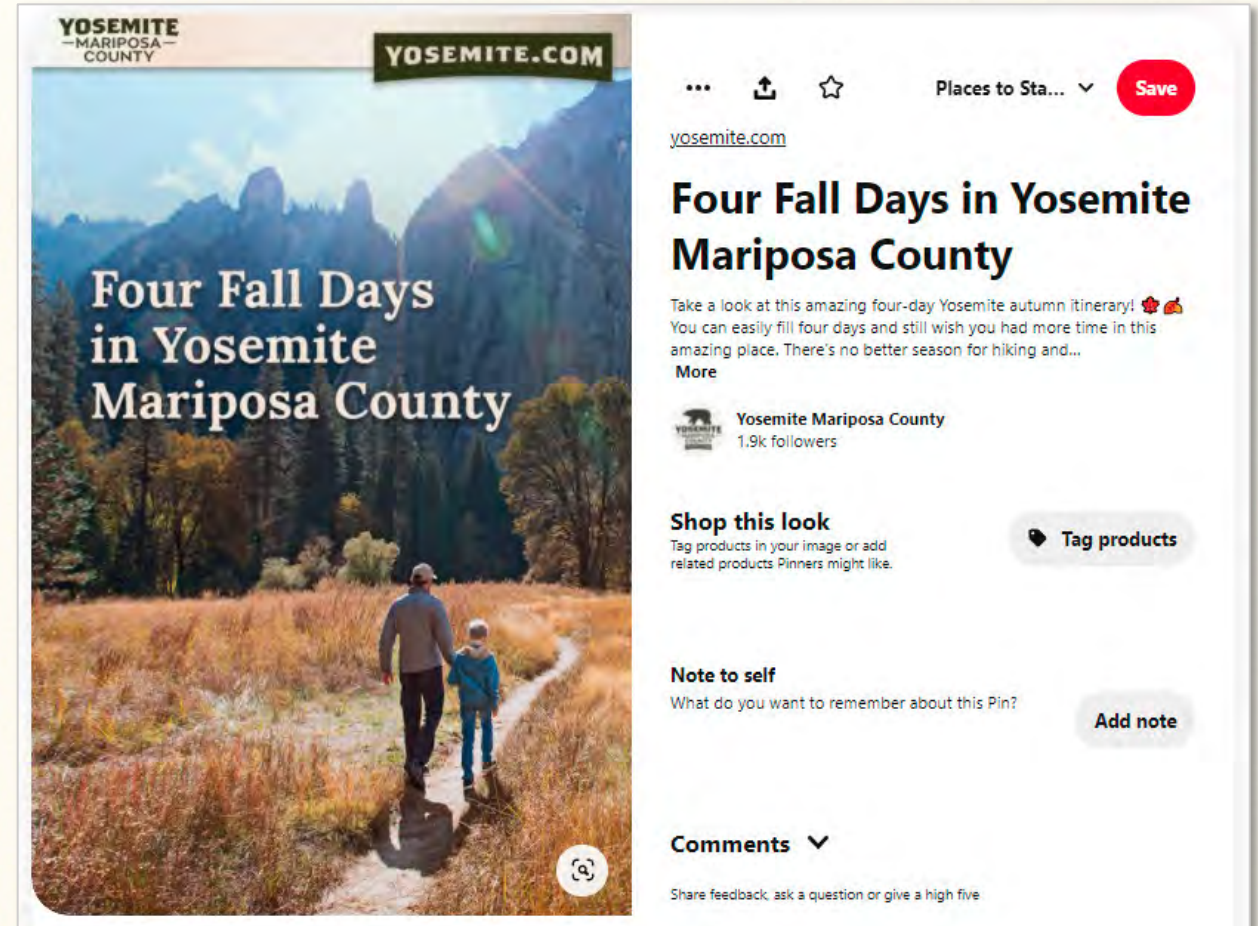 YOSEMITE
MARIPOSA
COUNTY
YOSEMITE.COM
Four Fall Days
in Yosemite
Mariposa County
Places to Sta...
Save
yosemite.com
Four Fall Days in Yosemite
Mariposa County
Take a look at this amazing four-day Yosemite autumn itinerary! 🍁🍂
You can easily fill four days and still wish you had more time in this
amazing place. There's no better season for hiking and...
More
YOSEMITE
MARIPOSA
COUNTY
Yosemite Mariposa County
1.9k followers
Shop this look
Tag products in your image or add
related products Pinners might like.
Tag products
Note to self
What do you want to remember about this Pin?
Add note
Comments
Share feedback, ask a question or give a high five